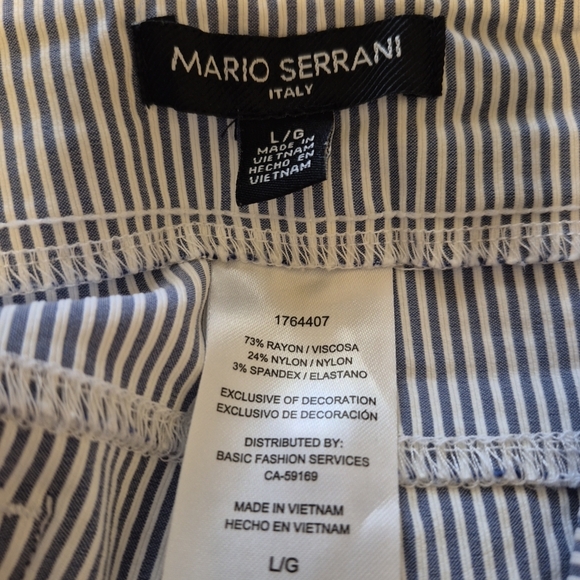 MARIO SERRANI
ITALY
L/G
MADE IN
VIETNAM
HECHO EN
VIETNAM
1764407
73% RAYON / VISCOSA
24% NYLON / NYLON
3% SPANDEX / ELASTANO
EXCLUSIVE OF DECORATION
EXCLUSIVO DE DECORACIÓN
DISTRIBUTED BY:
BASIC FASHION SERVICES
CA-59169
MADE IN VIETNAM
HECHO EN VIETNAM
L/G